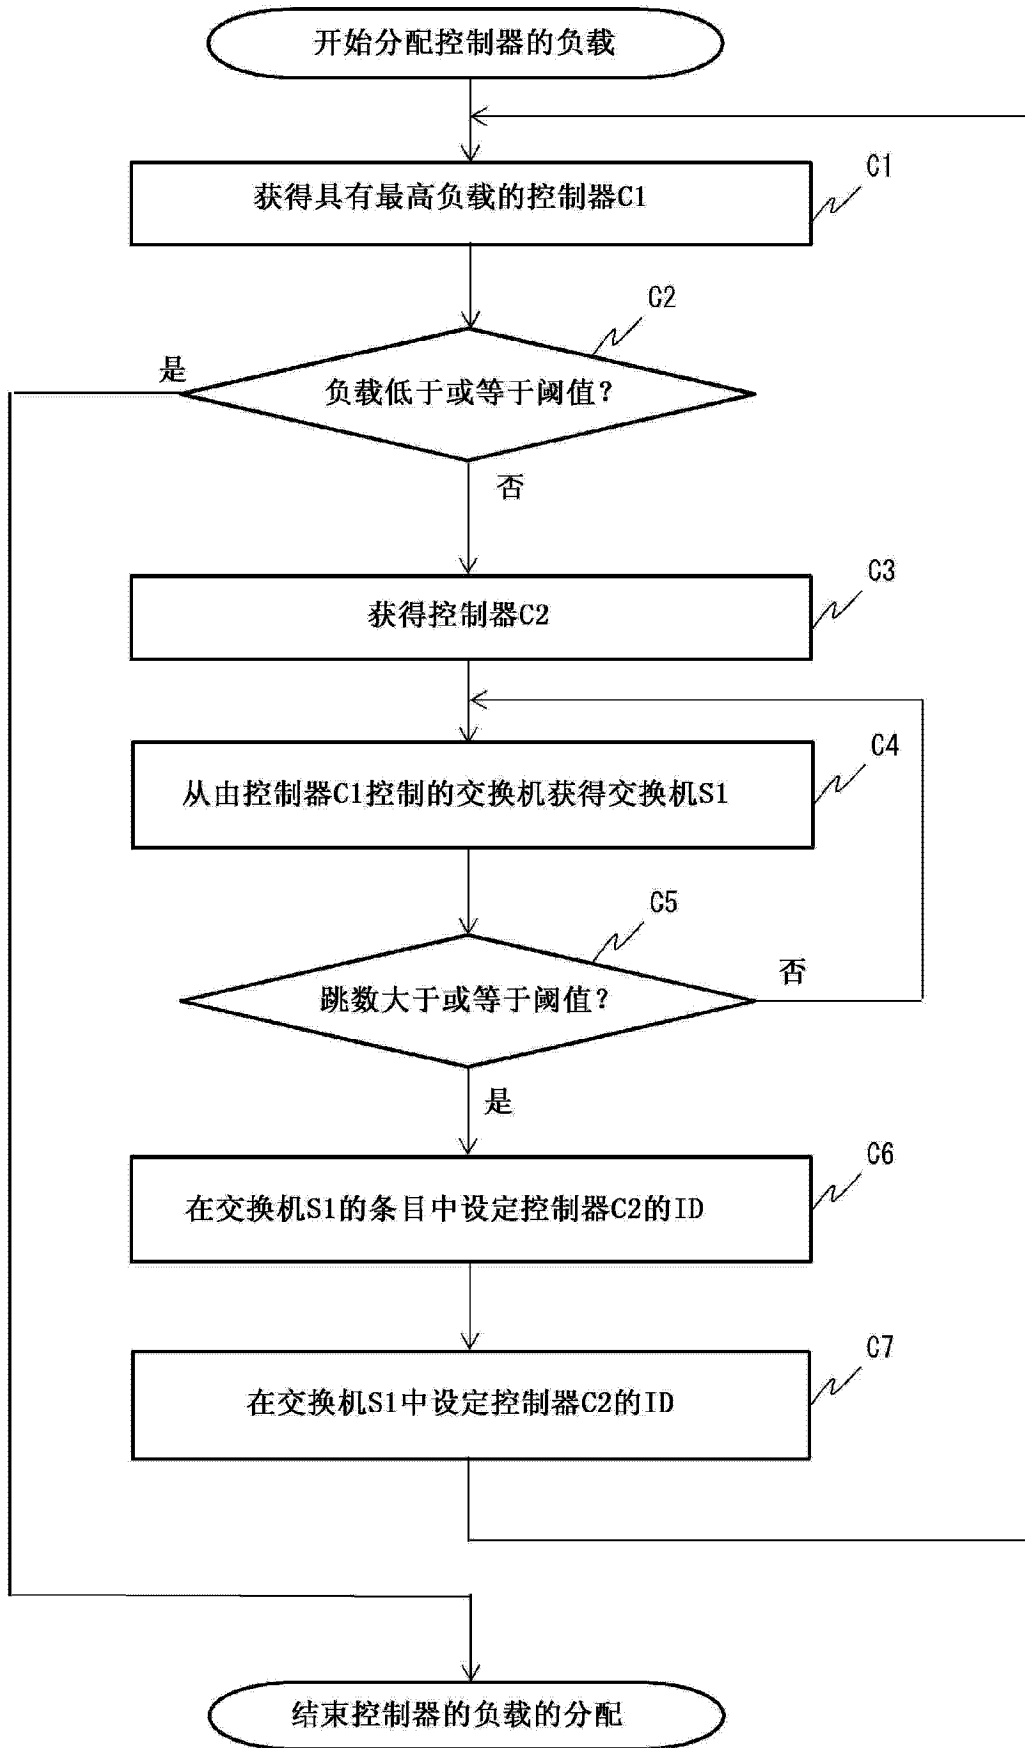 开始分配控制器的负载
C1
获得具有最高负载的控制器C1
C2
是
负载低于或等于阈值?
否
C3
获得控制器C2
C4
从由控制器C1控制的交换机获得交换机S1
C5
否
跳数大于或等于阈值?
是
C6
在交换机S1的条目中设定控制器C2的ID
C7
在交换机S1中设定控制器C2的ID
结束控制器的负载的分配